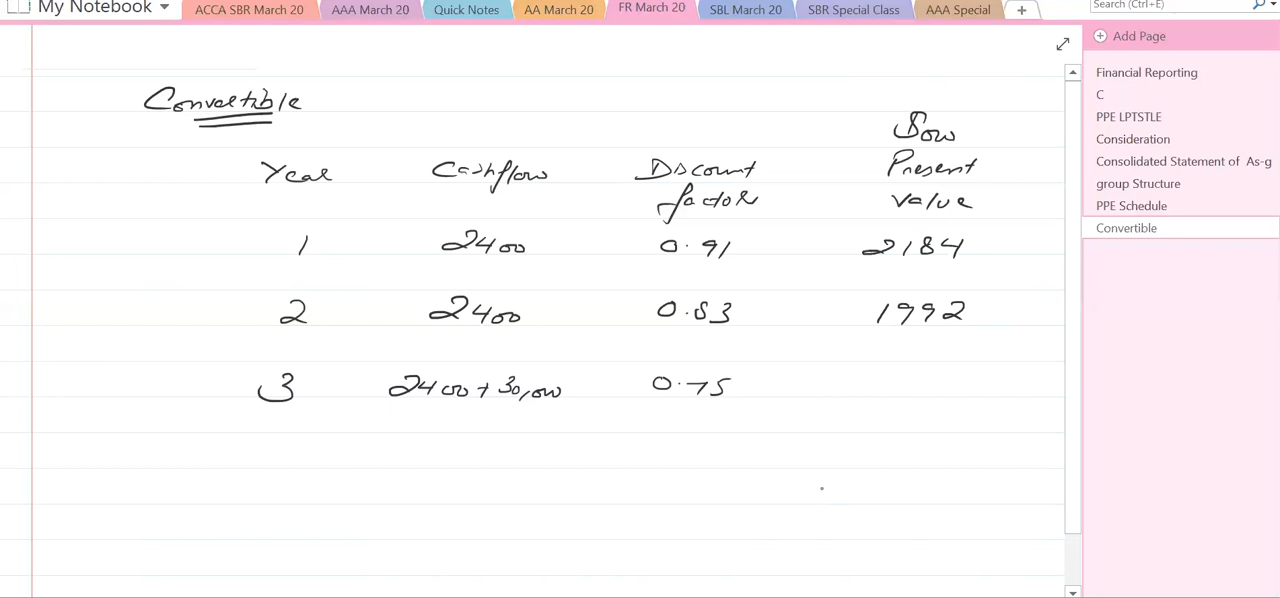 My Notebook
ACCA SBR March 20
AAA March 20
Quick Notes
AA March 20
FR March 20
SBL March 20
SBR Special Class
AAA Special
Search (Ctrl+E)
Add Page
Financial Reporting
C
PPE LPTSTLE
Consideration
Consolidated Statement of As-g
group Structure
PPE Schedule
Convertible
Convertible
$000
Year Cashflow Discount factor Present value
1 2400 0.91 2184
2 2400 0.83 1992
3 2400 + 30,000 0.75